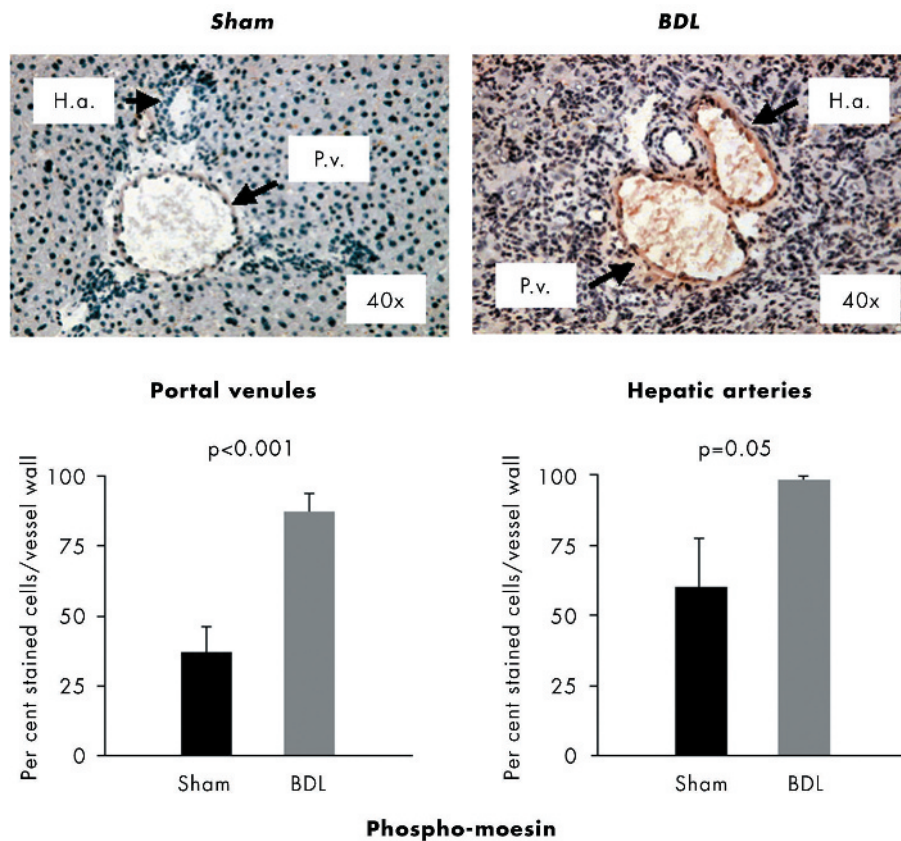 Sham
BDL
H.a.
P.v.
40x
H.a.
P.v.
40x
Portal venules
Hepatic arteries
p<0.001
p=0.05
Per cent stained cells/vessel wall
100
75
50
25
0
Sham
BDL
Per cent stained cells/vessel wall
100
75
50
25
0
Sham
BDL
Phospho-moesin